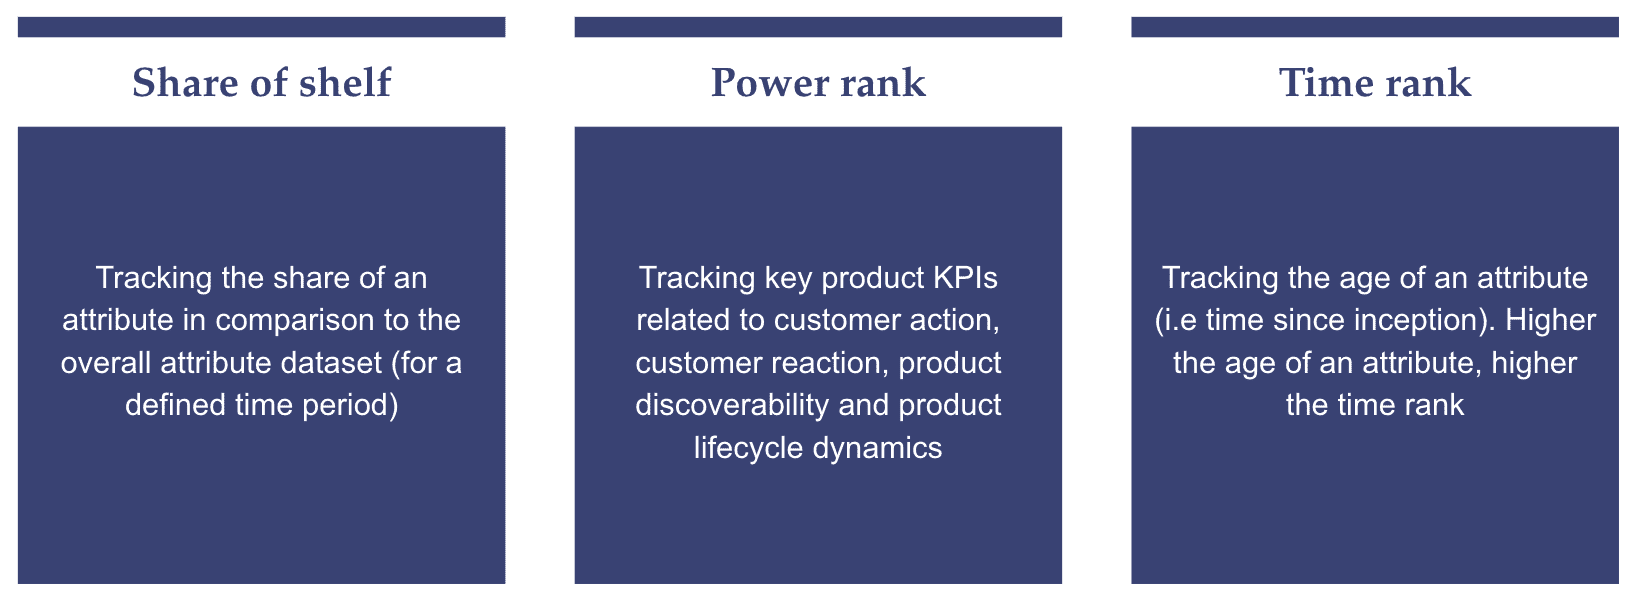 Share of shelf
Tracking the share of an
attribute in comparison to the
overall attribute dataset (for a
defined time period)
Power rank
Tracking key product KPIs
related to customer action,
customer reaction, product
discoverability and product
lifecycle dynamics
Time rank
Tracking the age of an attribute
(i.e time since inception). Higher
the age of an attribute, higher
the time rank